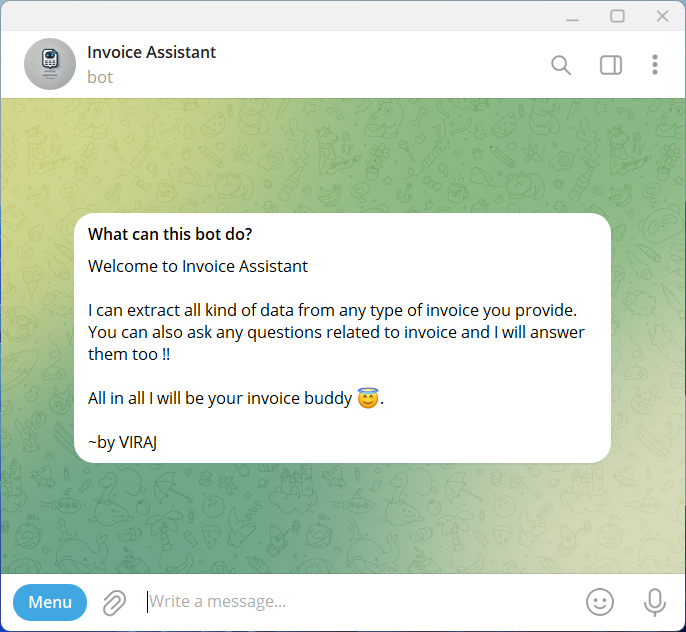 Invoice Assistant
bot
What can this bot do?
Welcome to Invoice Assistant
I can extract all kind of data from any type of invoice you provide.
You can also ask any questions related to invoice and I will answer
them too !!
All in all I will be your invoice buddy 😇.
~by VIRAJ
Menu
Write a message...